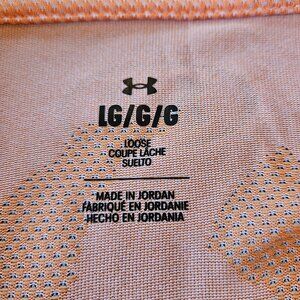 LG/G/G
LOOSE
COUPE LÂCHE
SUELTO
MADE IN JORDAN
FABRIQUÉ EN JORDANIE
HECHO EN JORDANIA